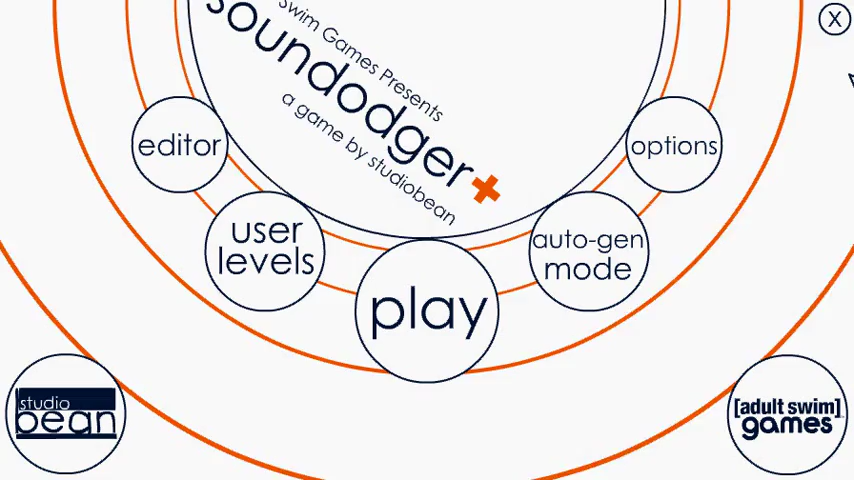 Swim Games Presents
soundodger+
a game by studiobean
X
editor
options
user
levels
auto-gen
mode
play
studio
bean
[adult swim]
games